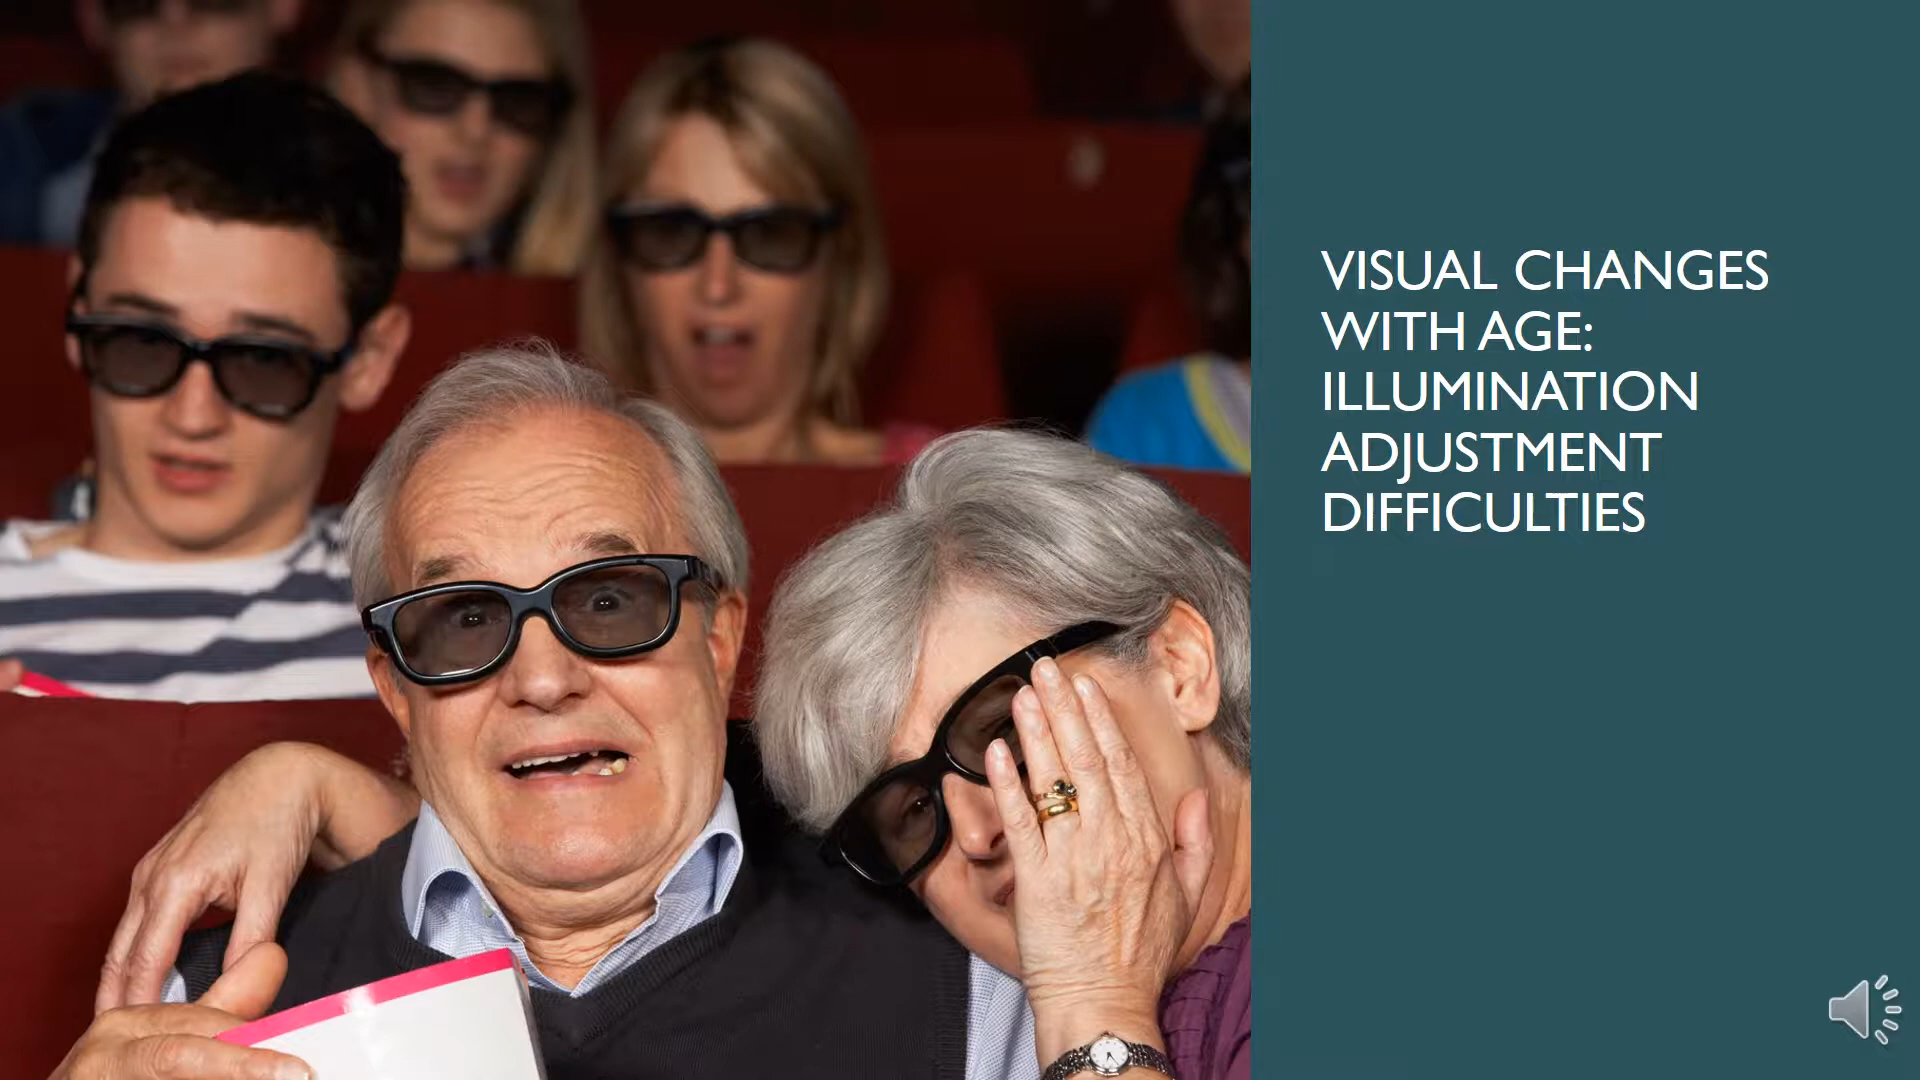 VISUAL CHANGES
WITH AGE:
ILLUMINATION
ADJUSTMENT
DIFFICULTIES